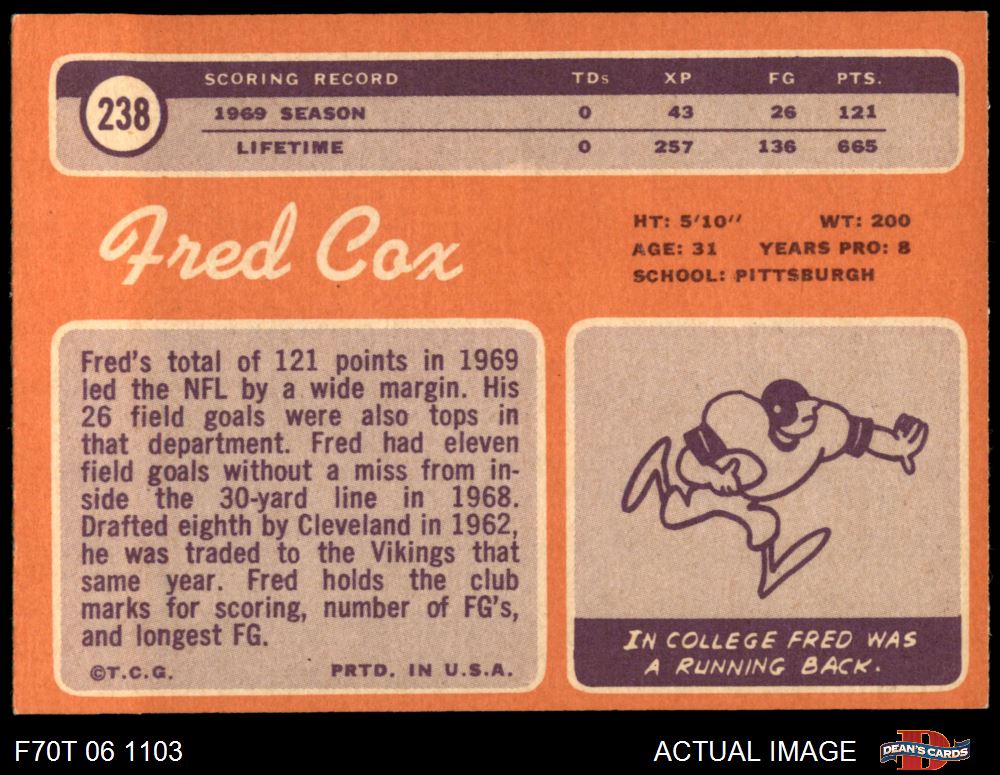 238
SCORING RECORD TDs XP FG PTS.
1969 SEASON 0 43 26 121
LIFETIME 0 257 136 665
Fred Cox
HT: 5'10" WT: 200
AGE: 31 YEARS PRO: 8
SCHOOL: PITTSBURGH
Fred's total of 121 points in 1969
led the NFL by a wide margin. His
26 field goals were also tops in
that department. Fred had eleven
field goals without a miss from in-
side the 30-yard line in 1968.
Drafted eighth by Cleveland in 1962,
he was traded to the Vikings that
same year. Fred holds the club
marks for scoring, number of FG's,
and longest FG.
©T.C.G. PRTD. IN U.S.A.
IN COLLEGE FRED WAS
A RUNNING BACK.
F70T 06 1103 ACTUAL IMAGE
D
DEAN'S CARDS